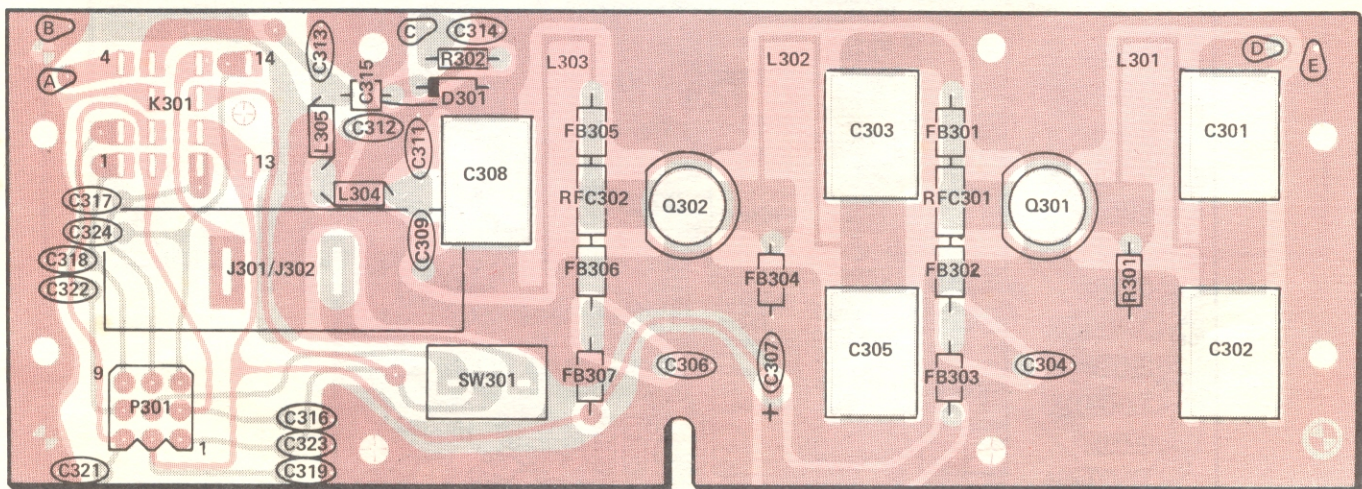 B
C
C314
C313
R302
4
14
L303
L302
L301
D
E
A
C315
D301
K301
L305
C312
C311
FB305
C303
FB301
C301
1
13
C308
C317
L304
RFC302
Q302
RFC301
Q301
C324
C309
C318
J301/J302
FB306
FB304
FB302
R301
C322
C305
C302
9
SW301
FB307
C306
C307
FB303
C304
P301
+
C316
1
C323
C321
C319